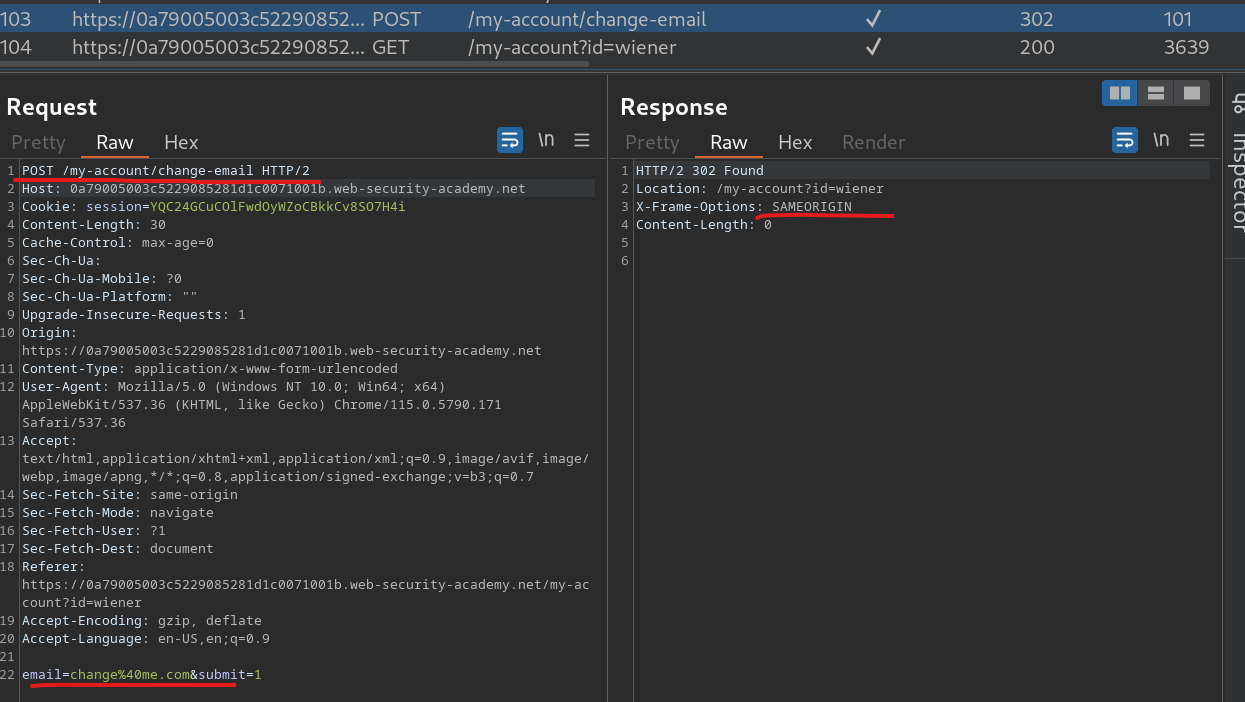 103 https://0a79005003c52290852... POST /my-account/change-email ✓ 302 101
104 https://0a79005003c52290852... GET /my-account?id=wiener ✓ 200 3639
Request
Pretty Raw Hex \n
1 POST /my-account/change-email HTTP/2
2 Host: 0a79005003c5229085281d1c0071001b.web-security-academy.net
3 Cookie: session=YQC24GCuCOlFwdOyWZoCBkkCv8SO7H4i
4 Content-Length: 30
5 Cache-Control: max-age=0
6 Sec-Ch-Ua:
7 Sec-Ch-Ua-Mobile: ?0
8 Sec-Ch-Ua-Platform: ""
9 Upgrade-Insecure-Requests: 1
10 Origin:
https://0a79005003c5229085281d1c0071001b.web-security-academy.net
11 Content-Type: application/x-www-form-urlencoded
12 User-Agent: Mozilla/5.0 (Windows NT 10.0; Win64; x64)
AppleWebKit/537.36 (KHTML, like Gecko) Chrome/115.0.5790.171
Safari/537.36
13 Accept:
text/html,application/xhtml+xml,application/xml;q=0.9,image/avif,image/
webp,image/apng,*/*;q=0.8,application/signed-exchange;v=b3;q=0.7
14 Sec-Fetch-Site: same-origin
15 Sec-Fetch-Mode: navigate
16 Sec-Fetch-User: ?1
17 Sec-Fetch-Dest: document
18 Referer:
https://0a79005003c5229085281d1c0071001b.web-security-academy.net/my-ac
count?id=wiener
19 Accept-Encoding: gzip, deflate
20 Accept-Language: en-US,en;q=0.9
21
22 email=change%40me.com&submit=1
Response
Pretty Raw Hex Render \n
1 HTTP/2 302 Found
2 Location: /my-account?id=wiener
3 X-Frame-Options: SAMEORIGIN
4 Content-Length: 0
5
6
Inspector